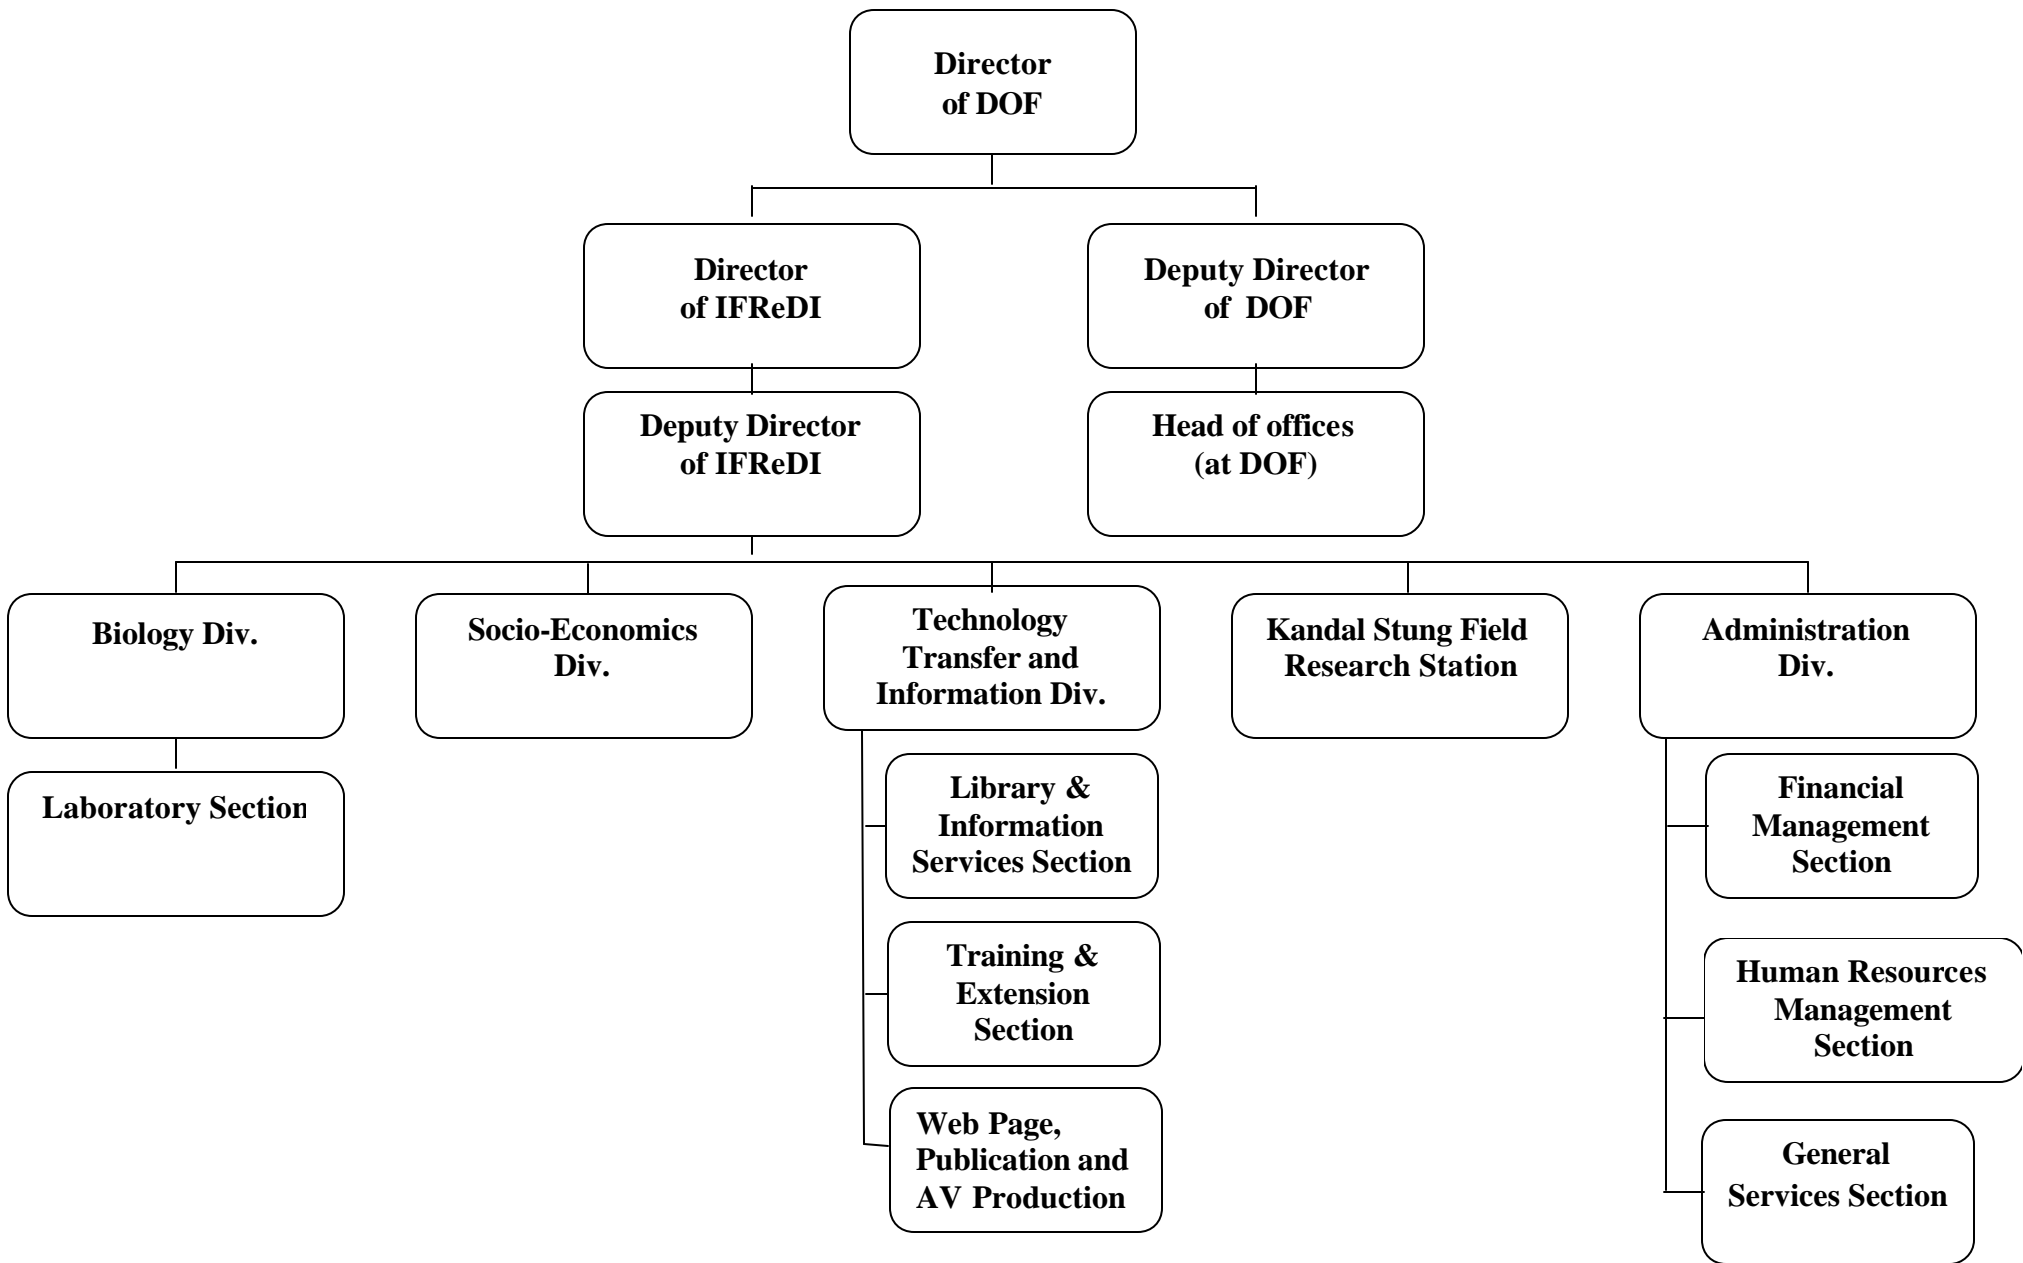 Director
of DOF
Director
of IFReDI
Deputy Director
of DOF
Deputy Director
of IFReDI
Head of offices
(at DOF)
Biology Div.
Socio-Economics
Div.
Technology
Transfer and
Information Div.
Kandal Stung Field
Research Station
Administration
Div.
Laboratory Section
Library &
Information
Services Section
Training &
Extension
Section
Web Page,
Publication and
AV Production
Financial
Management
Section
Human Resources
Management
Section
General
Services Section